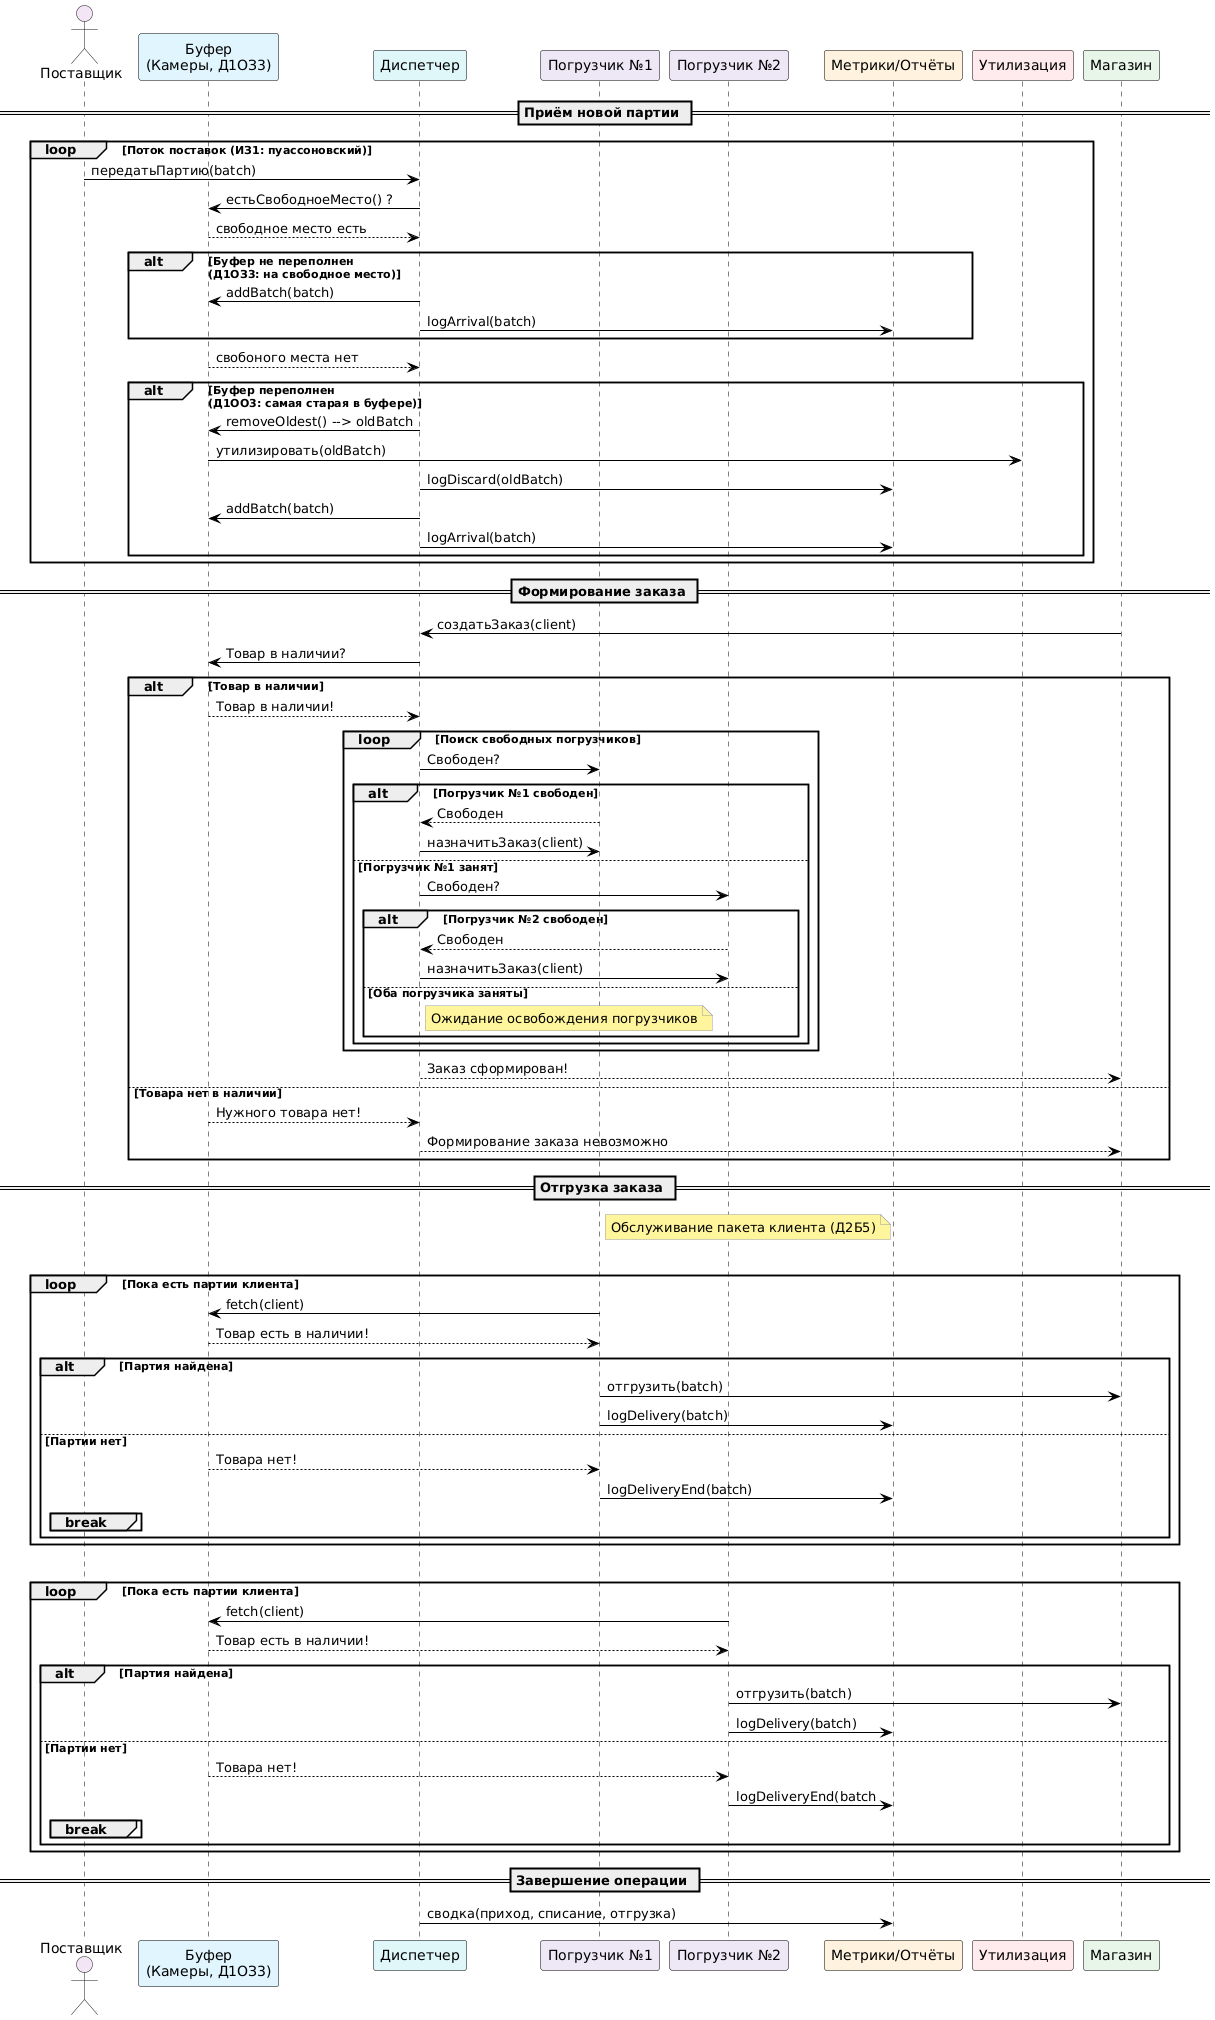 Поставщик
Буфер
(Камеры, Д1ОЗ3)
Диспетчер
Погрузчик №1
Погрузчик №2
Метрики/Отчёты
Утилизация
Магазин
Приём новой партии
loop [Поток поставок (ИЗ1: пуассоновский)]
передатьПартию(batch)
естьСвободноеМесто() ?
свободное место есть
alt [Буфер не переполнен
(Д1ОЗ3: на свободное место)]
addBatch(batch)
logArrival(batch)
свобоного места нет
alt [Буфер переполнен
(Д1ОО3: самая старая в буфере)]
removeOldest() --> oldBatch
утилизировать(oldBatch)
logDiscard(oldBatch)
addBatch(batch)
logArrival(batch)
Формирование заказа
создатьЗаказ(client)
Товар в наличии?
alt [Товар в наличии]
Товар в наличии!
loop [Поиск свободных погрузчиков]
Свободен?
alt [Погрузчик №1 свободен]
Свободен
назначитьЗаказ(client)
[Погрузчик №1 занят]
Свободен?
alt [Погрузчик №2 свободен]
Свободен
назначитьЗаказ(client)
[Оба погрузчика заняты]
Ожидание освобождения погрузчиков
Заказ сформирован!
[Товара нет в наличии]
Нужного товара нет!
Формирование заказа невозможно
Отгрузка заказа
Обслуживание пакета клиента (Д2Б5)
loop [Пока есть партии клиента]
fetch(client)
Товар есть в наличии!
alt [Партия найдена]
отгрузить(batch)
logDelivery(batch)
[Партии нет]
Товара нет!
logDeliveryEnd(batch)
break
loop [Пока есть партии клиента]
fetch(client)
Товар есть в наличии!
alt [Партия найдена]
отгрузить(batch)
logDelivery(batch)
[Партии нет]
Товара нет!
logDeliveryEnd(batch
break
Завершение операции
сводка(приход, списание, отгрузка)
Поставщик
Буфер
(Камеры, Д1ОЗ3)
Диспетчер
Погрузчик №1
Погрузчик №2
Метрики/Отчёты
Утилизация
Магазин